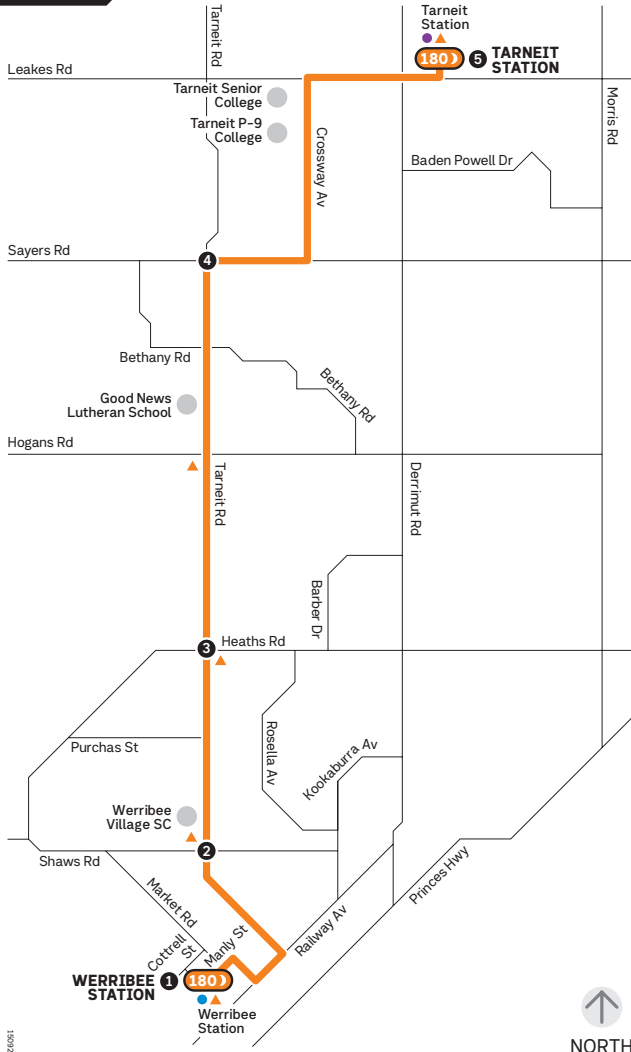 Tarneit
Station
180
5
TARNEIT
STATION
Tarneit Rd
Leakes Rd
Tarneit Senior
College
Tarneit P-9
College
Crossway Av
Morris Rd
Baden Powell Dr
Sayers Rd
4
Bethany Rd
Bethany Rd
Good News
Lutheran School
Hogans Rd
Tarneit Rd
Derrimut Rd
Barber Dr
3
Heaths Rd
Purchas St
Rosella Av
Kookaburra Av
Werribee
Village SC
2
Shaws Rd
Market Rd
Princes Hwy
Cottrell
St
Manly St
Railway Av
WERRIBEE
STATION
1
180
Werribee
Station
15092
NORTH